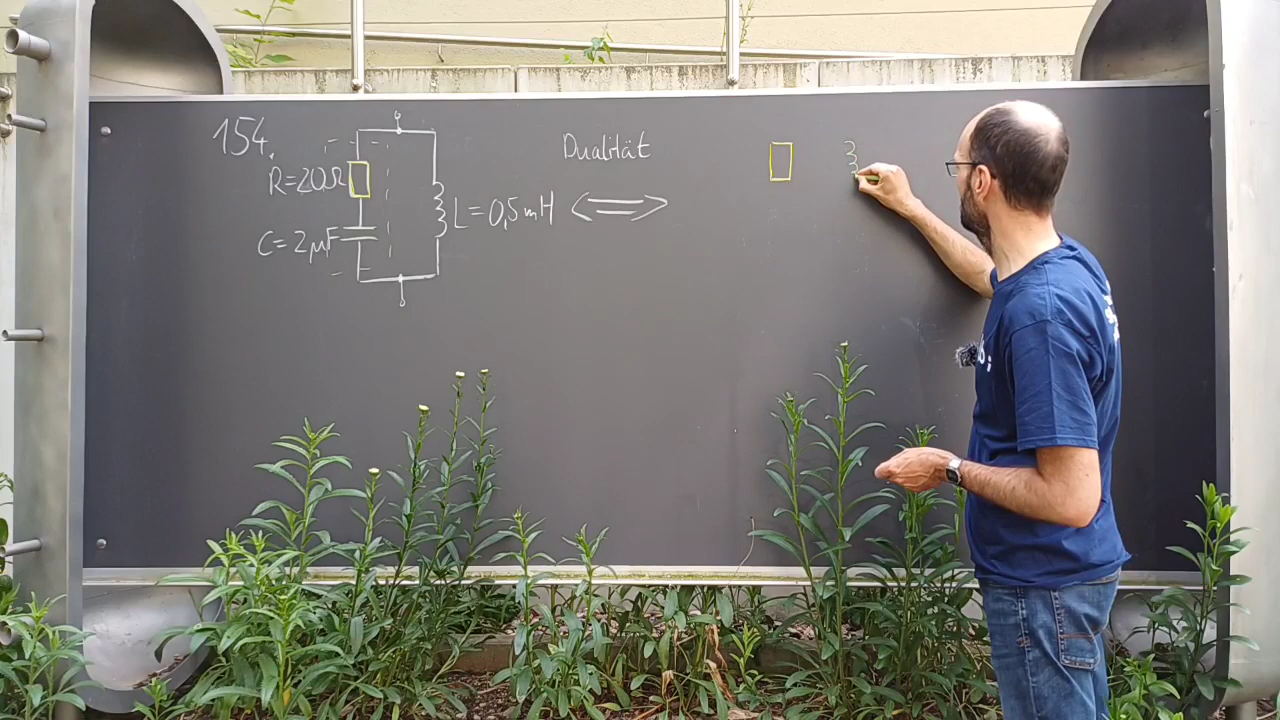 154.
R=20Ω
C=2μF
L=0,5mH
Dualität